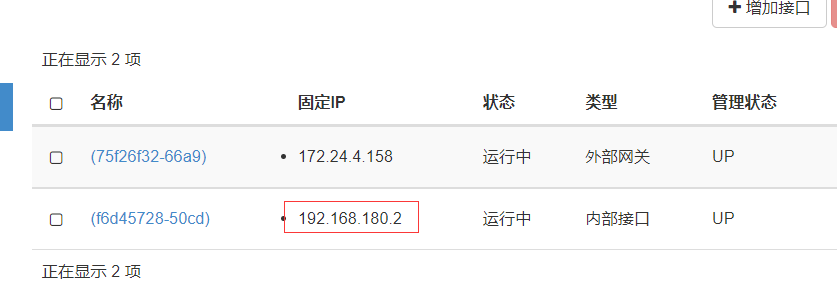 增加接口
正在显示 2 项
名称 固定IP 状态 类型 管理状态
(75f26f32-66a9) 172.24.4.158 运行中 外部网关 UP
(f6d45728-50cd) 192.168.180.2 运行中 内部接口 UP
正在显示 2 项